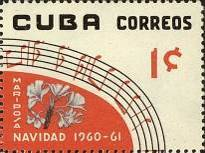 CUBA CORREOS
1¢
MARIPOSA
NAVIDAD 1960-61